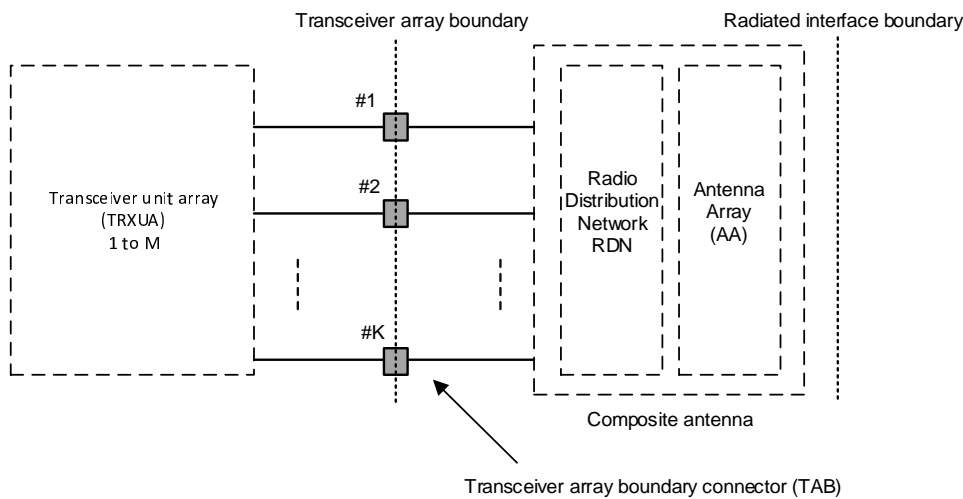 Transceiver array boundary
Radiated interface boundary
#1
#2
#K
Transceiver unit array
(TRXUA)
1 to M
Radio
Distribution
Network
RDN
Antenna
Array
(AA)
Composite antenna
Transceiver array boundary connector (TAB)